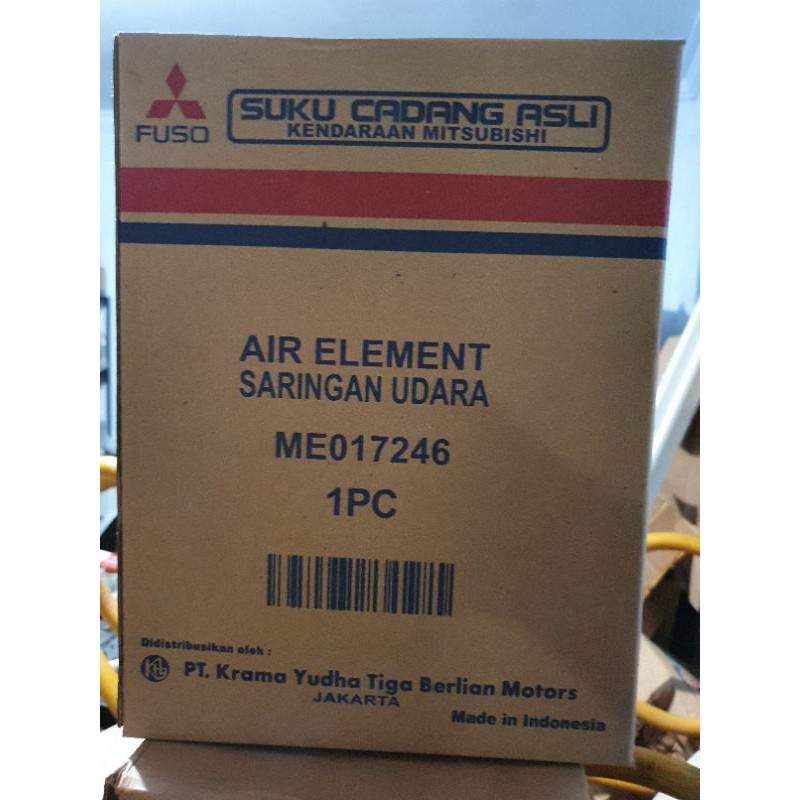 FUSO
SUKU CADANG ASLI
KENDARAAN MITSUBISHI
AIR ELEMENT
SARINGAN UDARA
ME017246
1PC
Didistribusikan oleh :
PT. Krama Yudha Tiga Berlian Motors
JAKARTA
Made in Indonesia